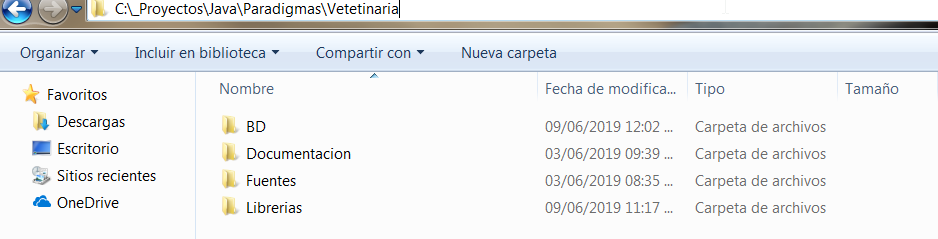 C:\_Proyectos\Java\Paradigmas\Vetetinaria
Organizar Incluir en biblioteca Compartir con Nueva carpeta
Favoritos
Descargas
Escritorio
Sitios recientes
OneDrive
Nombre Fecha de modifica... Tipo Tamaño
BD 09/06/2019 12:02 ... Carpeta de archivos
Documentacion 03/06/2019 09:39 ... Carpeta de archivos
Fuentes 03/06/2019 08:35 ... Carpeta de archivos
Librerias 09/06/2019 11:17 ... Carpeta de archivos